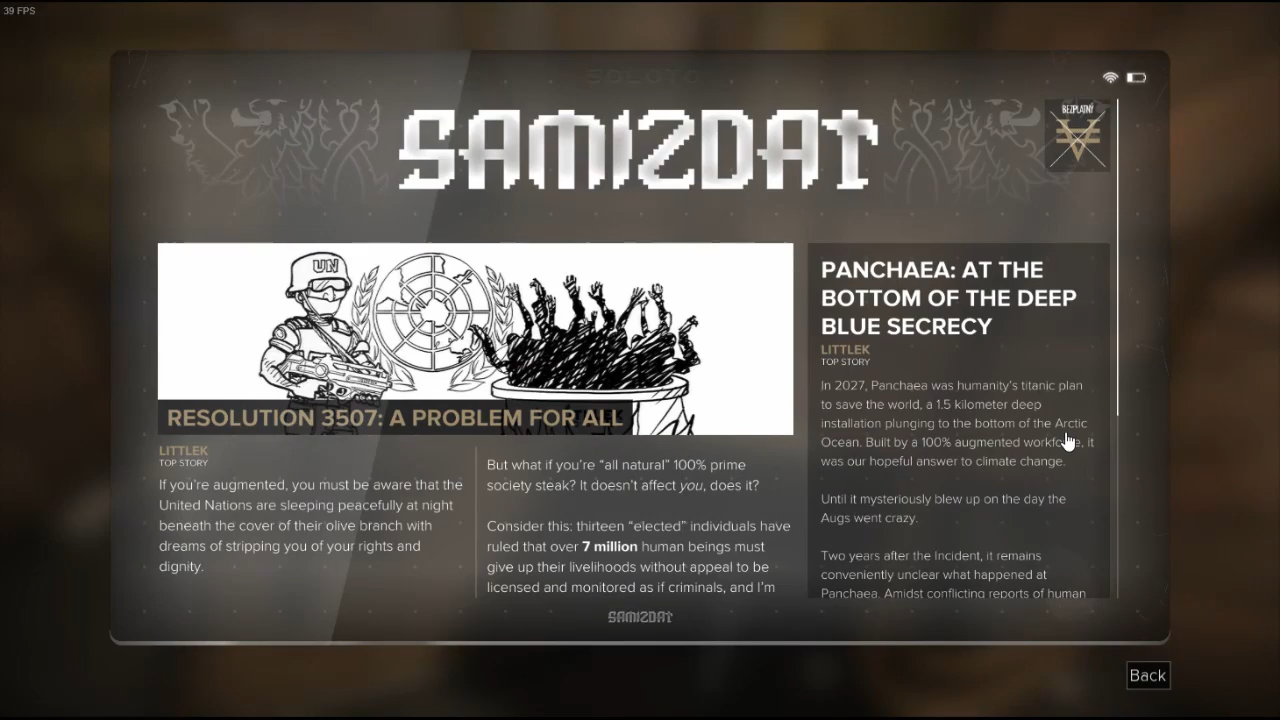 39 FPS
SAMIZDAT
BEZPLATNÝ
UN
RESOLUTION 3507: A PROBLEM FOR ALL
LITTLEK
TOP STORY
If you're augmented, you must be aware that the
United Nations are sleeping peacefully at night
beneath the cover of their olive branch with
dreams of stripping you of your rights and
dignity.
But what if you're “all natural” 100% prime
society steak? It doesn't affect you, does it?
Consider this: thirteen “elected” individuals have
ruled that over 7 million human beings must
give up their livelihoods without appeal to be
licensed and monitored as if criminals, and I'm
PANCHAEA: AT THE
BOTTOM OF THE DEEP
BLUE SECRECY
LITTLEK
TOP STORY
In 2027, Panchaea was humanity's titanic plan
to save the world, a 1.5 kilometer deep
installation plunging to the bottom of the Arctic
Ocean. Built by a 100% augmented workforce, it
was our hopeful answer to climate change.
Until it mysteriously blew up on the day the
Augs went crazy.
Two years after the Incident, it remains
conveniently unclear what happened at
Panchaea. Amidst conflicting reports of human
SAMIZDAT
Back